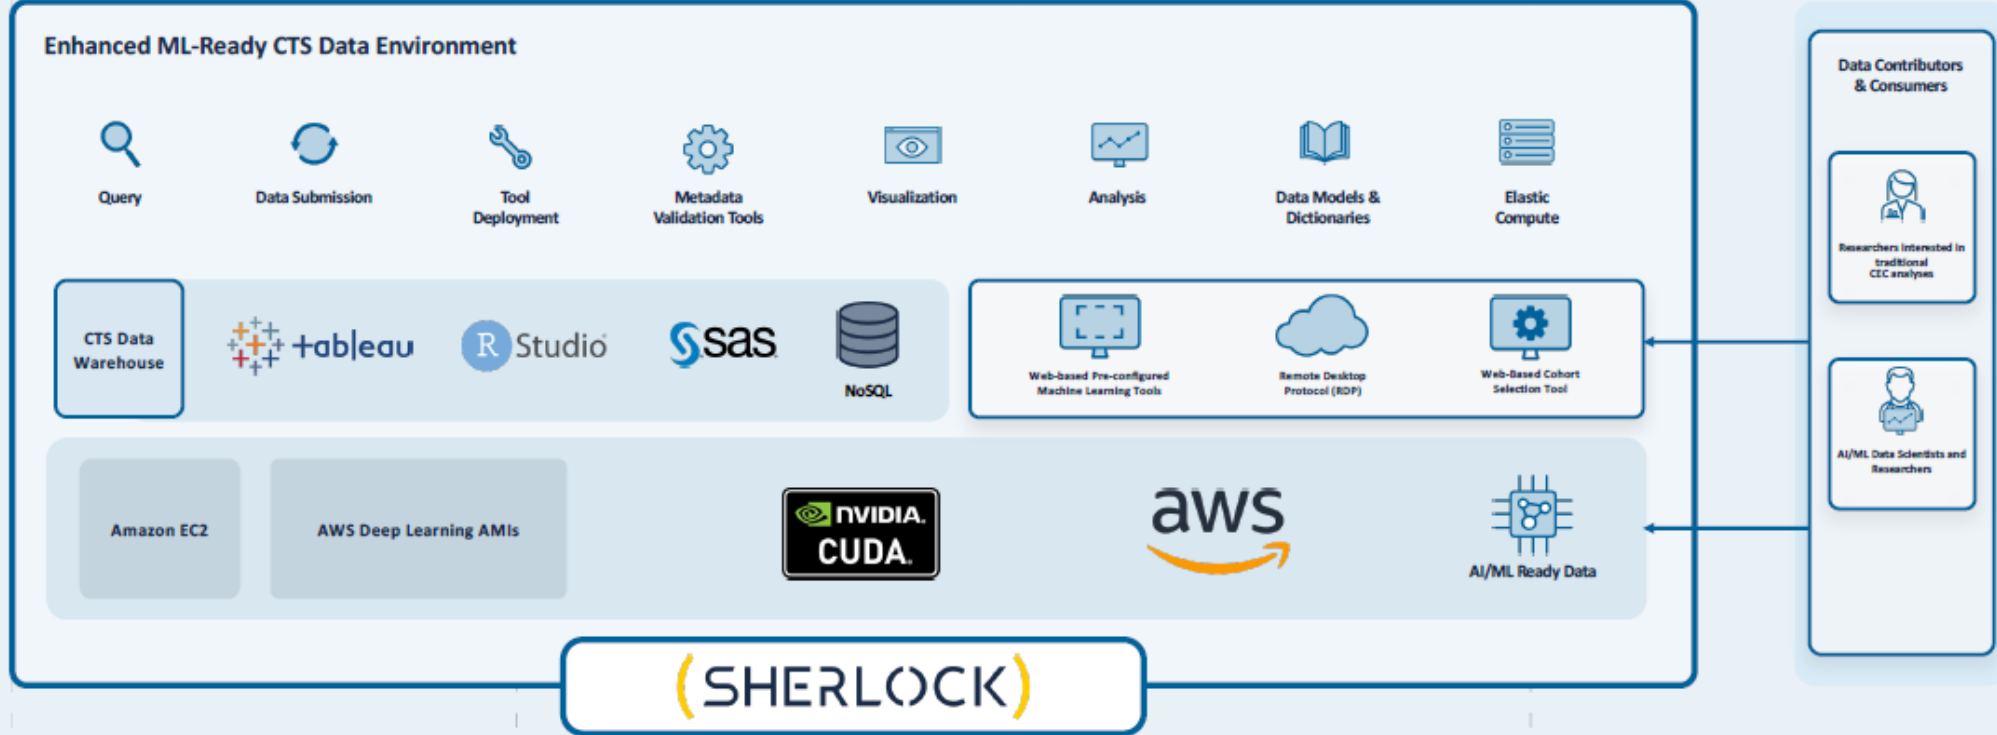 Enhanced ML-Ready CTS Data Environment
Query
Data Submission
Tool
Deployment
Metadata
Validation Tools
Visualization
Analysis
Data Models &
Dictionaries
Elastic
Compute
CTS Data
Warehouse
+ableau
R Studio
sas
NoSQL
Web-based Pre-configured
Machine Learning Tools
Remote Desktop
Protocol (RDP)
Web-Based Cohort
Selection Tool
Amazon EC2
AWS Deep Learning AMIs
NVIDIA.
CUDA.
aws
AI/ML Ready Data
(SHERLOCK)
Data Contributors
& Consumers
Researchers Interested in
traditional
CEC analyses
AI/ML Data Scientists and
Researchers